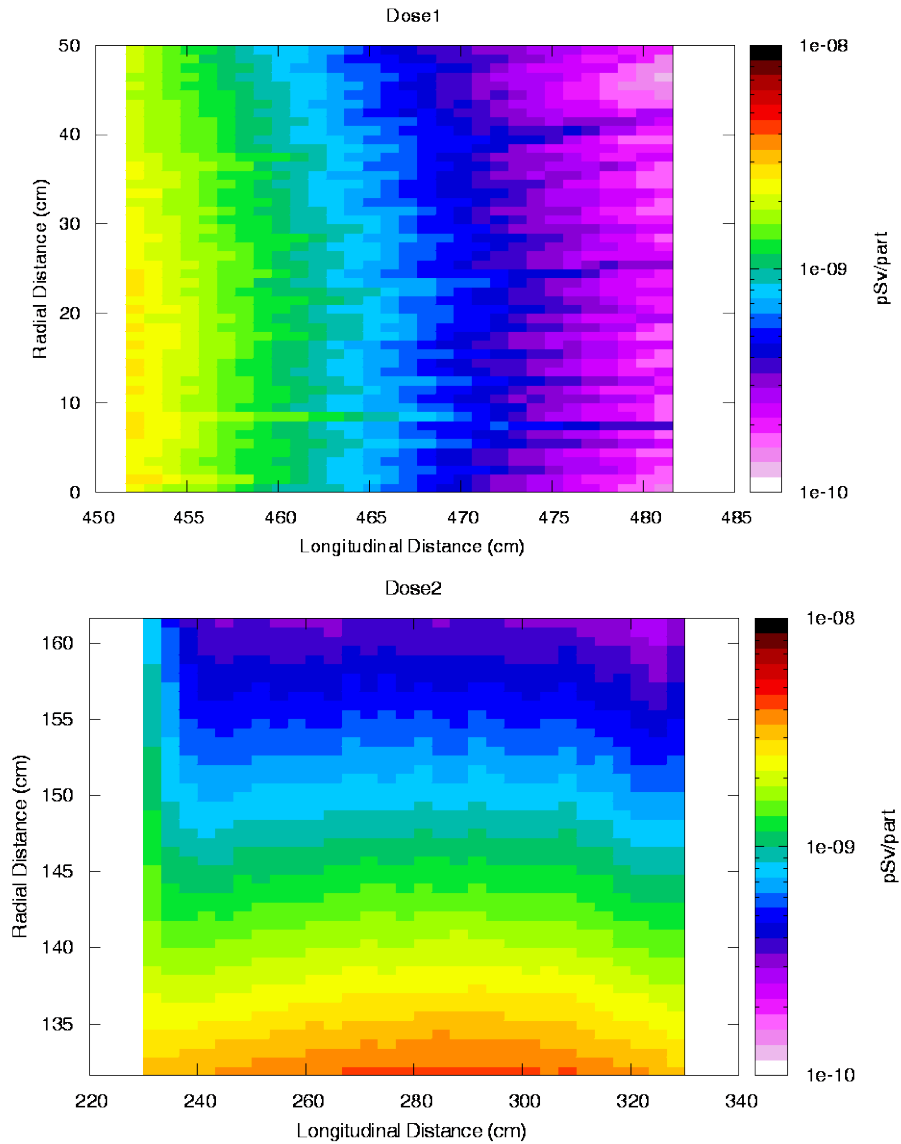 Dose1
50
40
30
20
10
0
Radial Distance (cm)
450 455 460 465 470 475 480 485
Longitudinal Distance (cm)
1e-08
1e-09
1e-10
pSv/part
Dose2
160
155
150
145
140
135
Radial Distance (cm)
220 240 260 280 300 320 340
Longitudinal Distance (cm)
1e-08
1e-09
1e-10
pSv/part